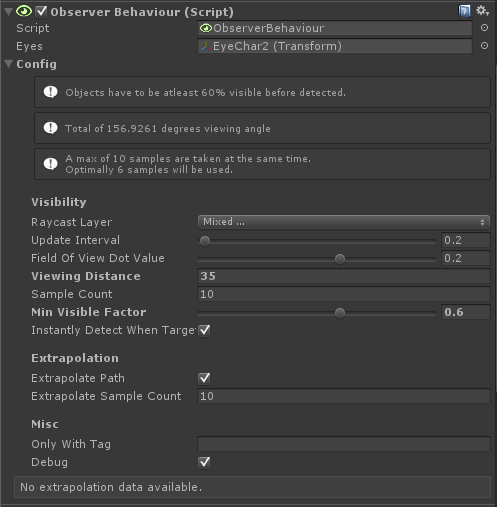 Observer Behaviour (Script)
Script ObserverBehaviour
Eyes EyeChar2 (Transform)
Config
Objects have to be atleast 60% visible before detected.
Total of 156.9261 degrees viewing angle
A max of 10 samples are taken at the same time.
Optimally 6 samples will be used.
Visibility
Raycast Layer Mixed ...
Update Interval 0.2
Field Of View Dot Value 0.2
Viewing Distance 35
Sample Count 10
Min Visible Factor 0.6
Instantly Detect When Targe
Extrapolation
Extrapolate Path
Extrapolate Sample Count 10
Misc
Only With Tag
Debug
No extrapolation data available.